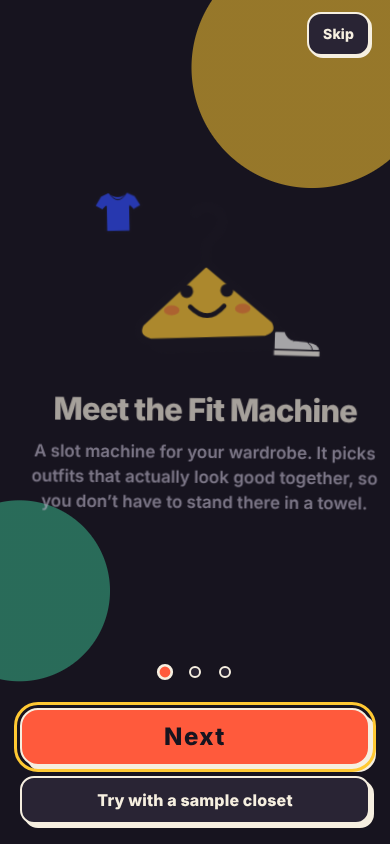 Skip
Meet the Fit Machine
A slot machine for your wardrobe. It picks
outfits that actually look good together, so
you don’t have to stand there in a towel.
Next
Try with a sample closet